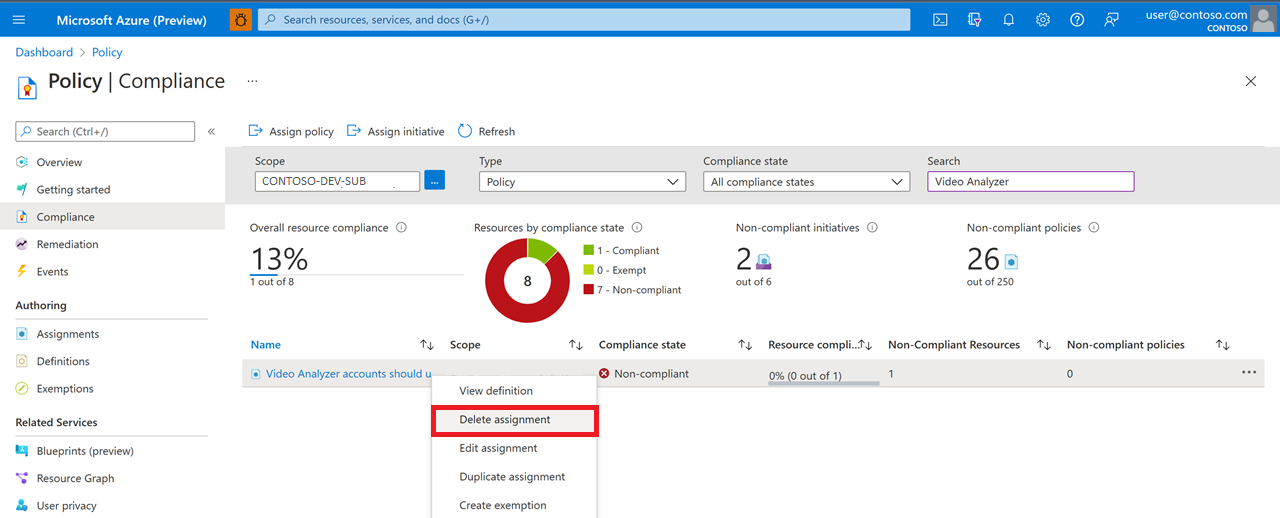 Microsoft Azure (Preview)
Search resources, services, and docs (G+/)
user@contoso.com
CONTOSO
Dashboard > Policy
Policy | Compliance
...
Search (Ctrl+/)
«
Overview
Getting started
Compliance
Remediation
Events
Authoring
Assignments
Definitions
Exemptions
Related Services
Blueprints (preview)
Resource Graph
User privacy
Assign policy
Assign initiative
Refresh
Scope
CONTOSO-DEV-SUB
...
Type
Policy
Compliance state
All compliance states
Search
Video Analyzer
Overall resource compliance
13%
1 out of 8
Resources by compliance state
8
1 - Compliant
0 - Exempt
7 - Non-compliant
Non-compliant initiatives
2
out of 6
Non-compliant policies
26
out of 250
Name Scope Compliance state Resource compli... Non-Compliant Resources Non-compliant policies
Video Analyzer accounts should u Non-compliant 0% (0 out of 1) 1 0 ...
View definition
Delete assignment
Edit assignment
Duplicate assignment
Create exemption